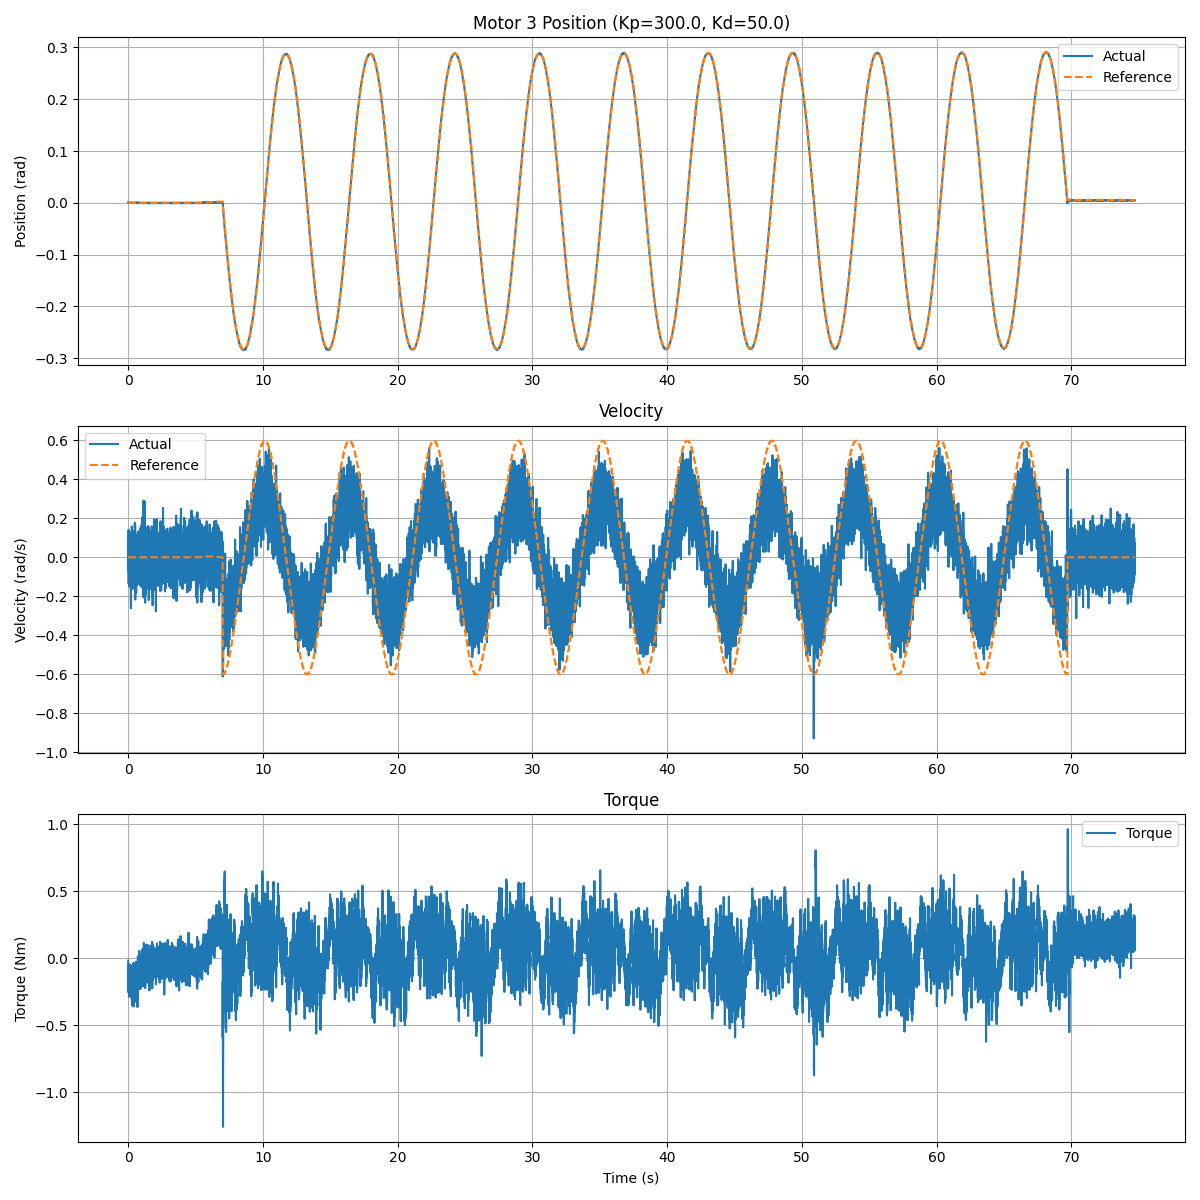 Motor 3 Position (Kp=300.0, Kd=50.0)
Position (rad)
0.3
0.2
0.1
0.0
−0.1
−0.2
−0.3
Actual
Reference
0 10 20 30 40 50 60 70
Velocity
Velocity (rad/s)
0.6
0.4
0.2
0.0
−0.2
−0.4
−0.6
−0.8
−1.0
Actual
Reference
0 10 20 30 40 50 60 70
Torque
Torque (Nm)
1.0
0.5
0.0
−0.5
−1.0
Torque
0 10 20 30 40 50 60 70
Time (s)